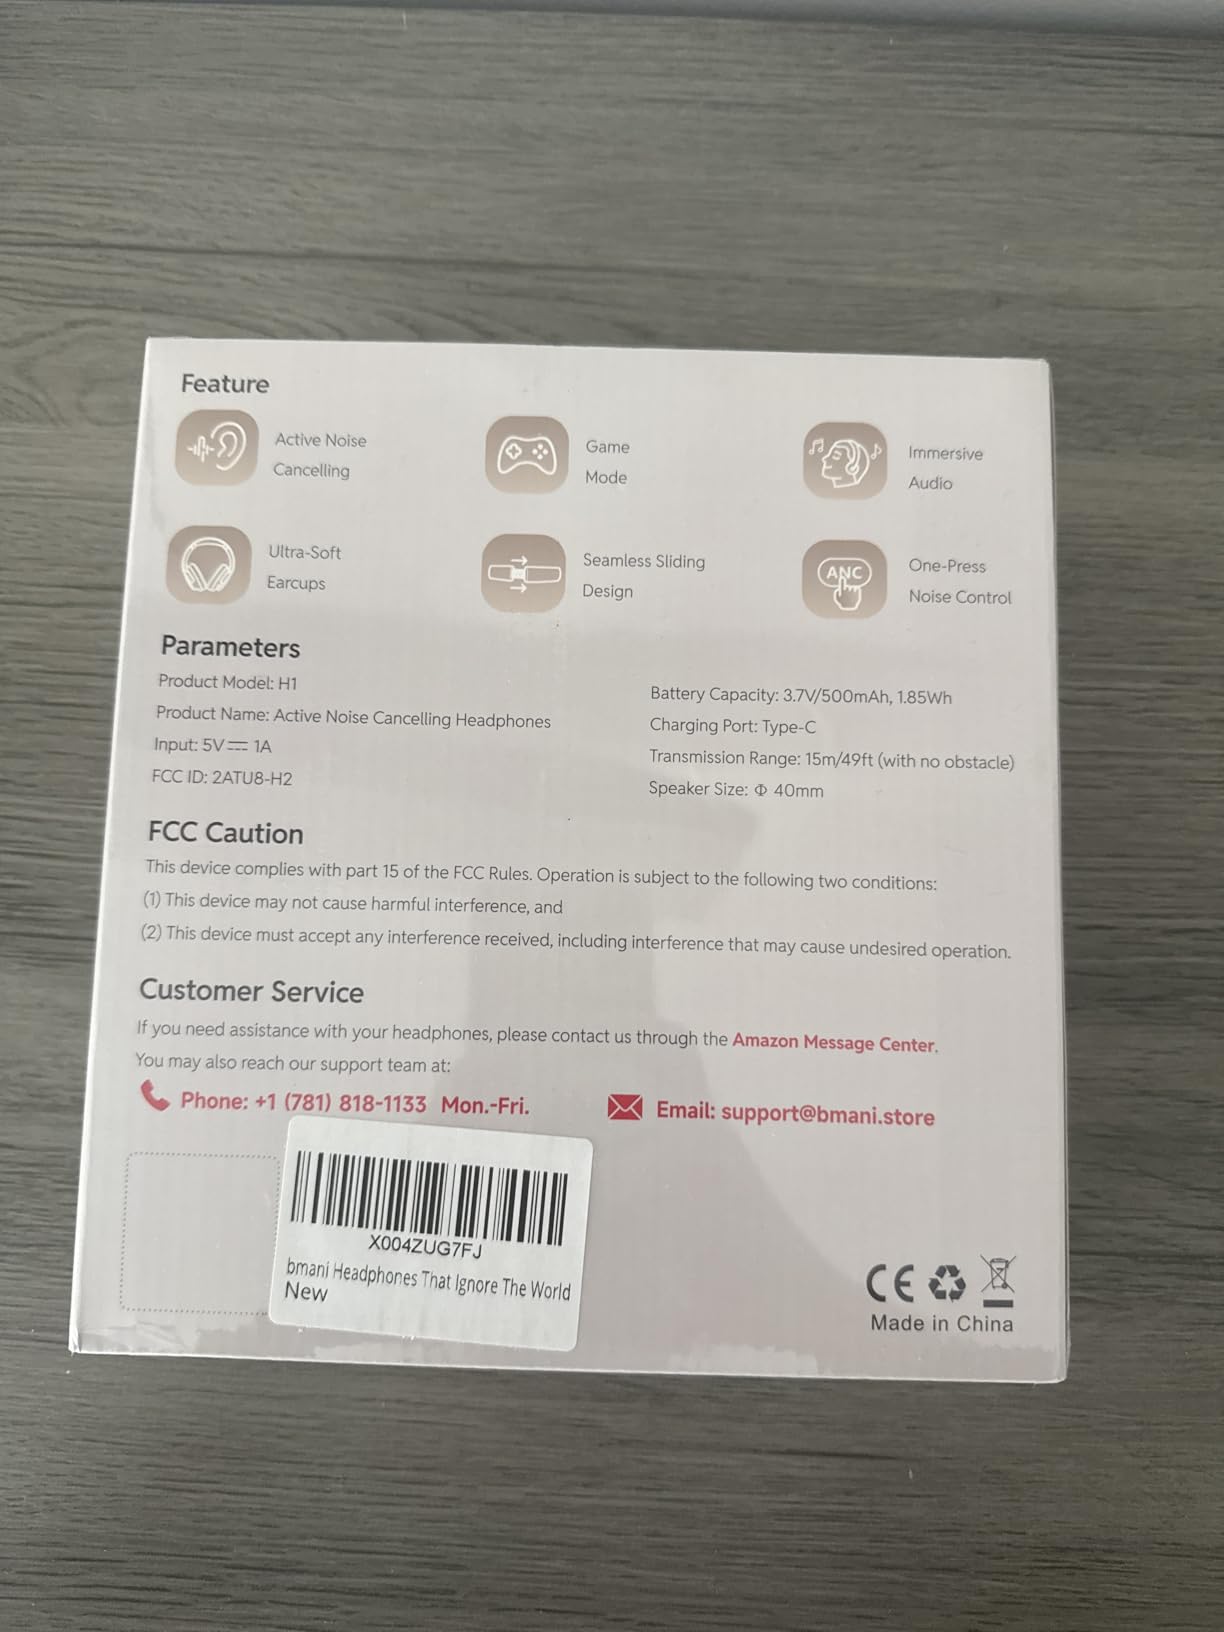 Feature
Active Noise
Cancelling
Game
Mode
Immersive
Audio
Ultra-Soft
Earcups
Seamless Sliding
Design
ANC
One-Press
Noise Control
Parameters
Product Model: H1
Product Name: Active Noise Cancelling Headphones
Input: 5V⎓ 1A
FCC ID: 2ATU8-H2
Battery Capacity: 3.7V/500mAh, 1.85Wh
Charging Port: Type-C
Transmission Range: 15m/49ft (with no obstacle)
Speaker Size: Φ 40mm
FCC Caution
This device complies with part 15 of the FCC Rules. Operation is subject to the following two conditions:
(1) This device may not cause harmful interference, and
(2) This device must accept any interference received, including interference that may cause undesired operation.
Customer Service
If you need assistance with your headphones, please contact us through the Amazon Message Center.
You may also reach our support team at:
Phone: +1 (781) 818-1133 Mon.-Fri.
Email: support@bmani.store
X004ZUG7FJ
bmani Headphones That Ignore The World
New
CE
Made in China